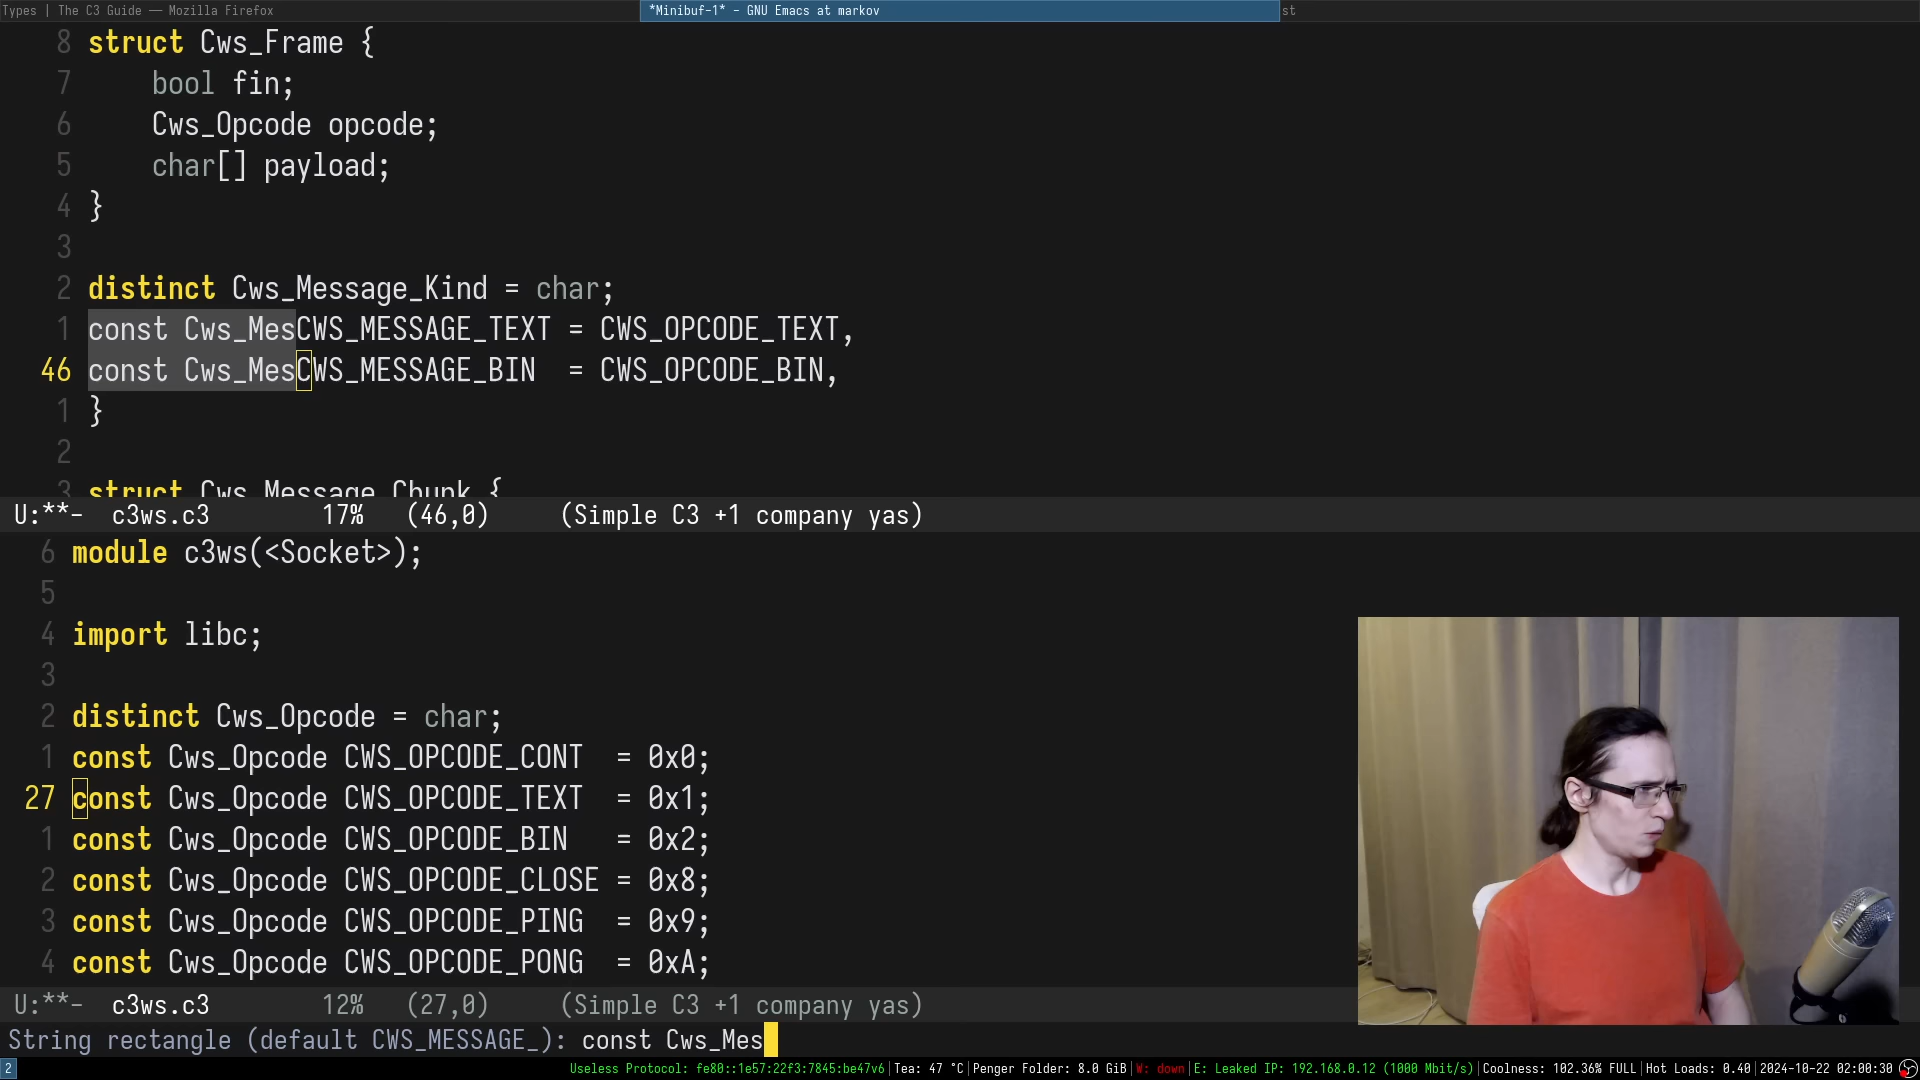 Types | The C3 Guide — Mozilla Firefox
*Minibuf-1* - GNU Emacs at markov
st
8 struct Cws_Frame {
7 bool fin;
6 Cws_Opcode opcode;
5 char[] payload;
4 }
3
2 distinct Cws_Message_Kind = char;
1 const Cws_MesCWS_MESSAGE_TEXT = CWS_OPCODE_TEXT,
46 const Cws_MesCWS_MESSAGE_BIN  = CWS_OPCODE_BIN,
1 }
2
3 struct Cws_Message_Chunk {
U:**-  c3ws.c3        17%   (46,0)     (Simple C3 +1 company yas)
6 module c3ws(<Socket>);
5
4 import libc;
3
2 distinct Cws_Opcode = char;
1 const Cws_Opcode CWS_OPCODE_CONT  = 0x0;
27 const Cws_Opcode CWS_OPCODE_TEXT  = 0x1;
1 const Cws_Opcode CWS_OPCODE_BIN   = 0x2;
2 const Cws_Opcode CWS_OPCODE_CLOSE = 0x8;
3 const Cws_Opcode CWS_OPCODE_PING  = 0x9;
4 const Cws_Opcode CWS_OPCODE_PONG  = 0xA;
U:**-  c3ws.c3        12%   (27,0)     (Simple C3 +1 company yas)
String rectangle (default CWS_MESSAGE_): const Cws_Mes
2 Useless Protocol: fe80::1e57:22f3:7845:be47v6|Tea: 47 °C|Penger Folder: 8.0 GiB|W: down|E: Leaked IP: 192.168.0.12 (1000 Mbit/s)|Coolness: 102.36% FULL|Hot Loads: 0.40|2024-10-22 02:00:30